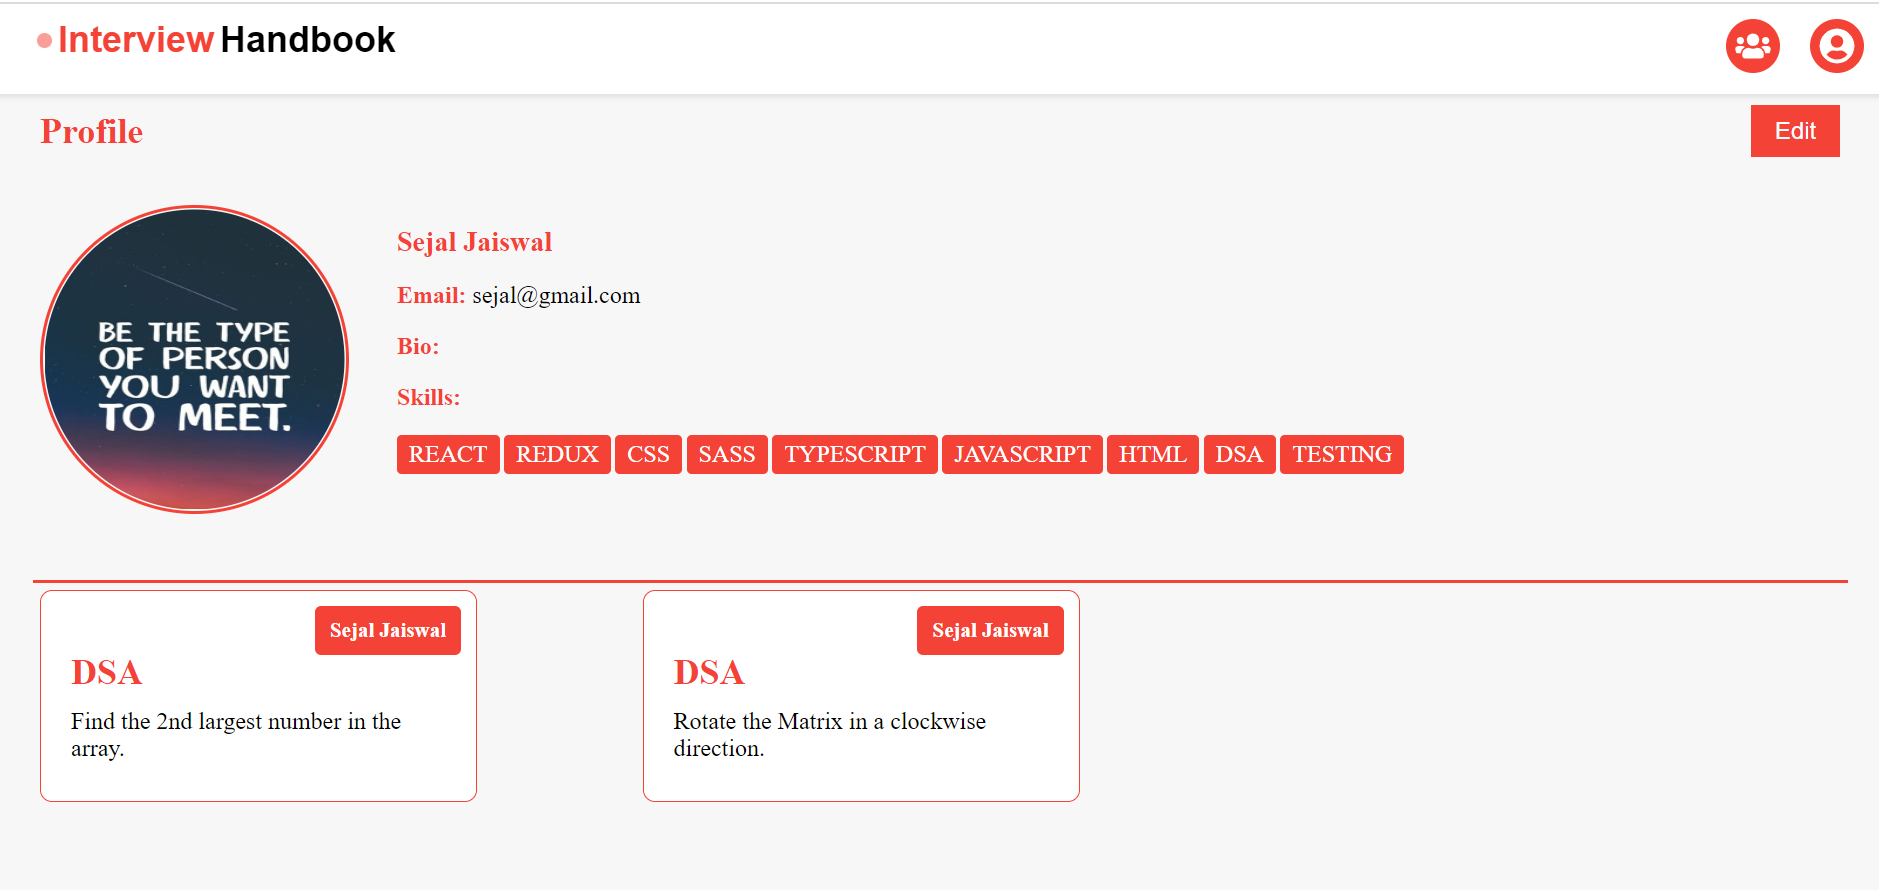 Interview Handbook
Profile
Edit
BE THE TYPE
OF PERSON
YOU WANT
TO MEET.
Sejal Jaiswal
Email: sejal@gmail.com
Bio:
Skills:
REACT REDUX CSS SASS TYPESCRIPT JAVASCRIPT HTML DSA TESTING
Sejal Jaiswal
DSA
Find the 2nd largest number in the
array.
Sejal Jaiswal
DSA
Rotate the Matrix in a clockwise
direction.